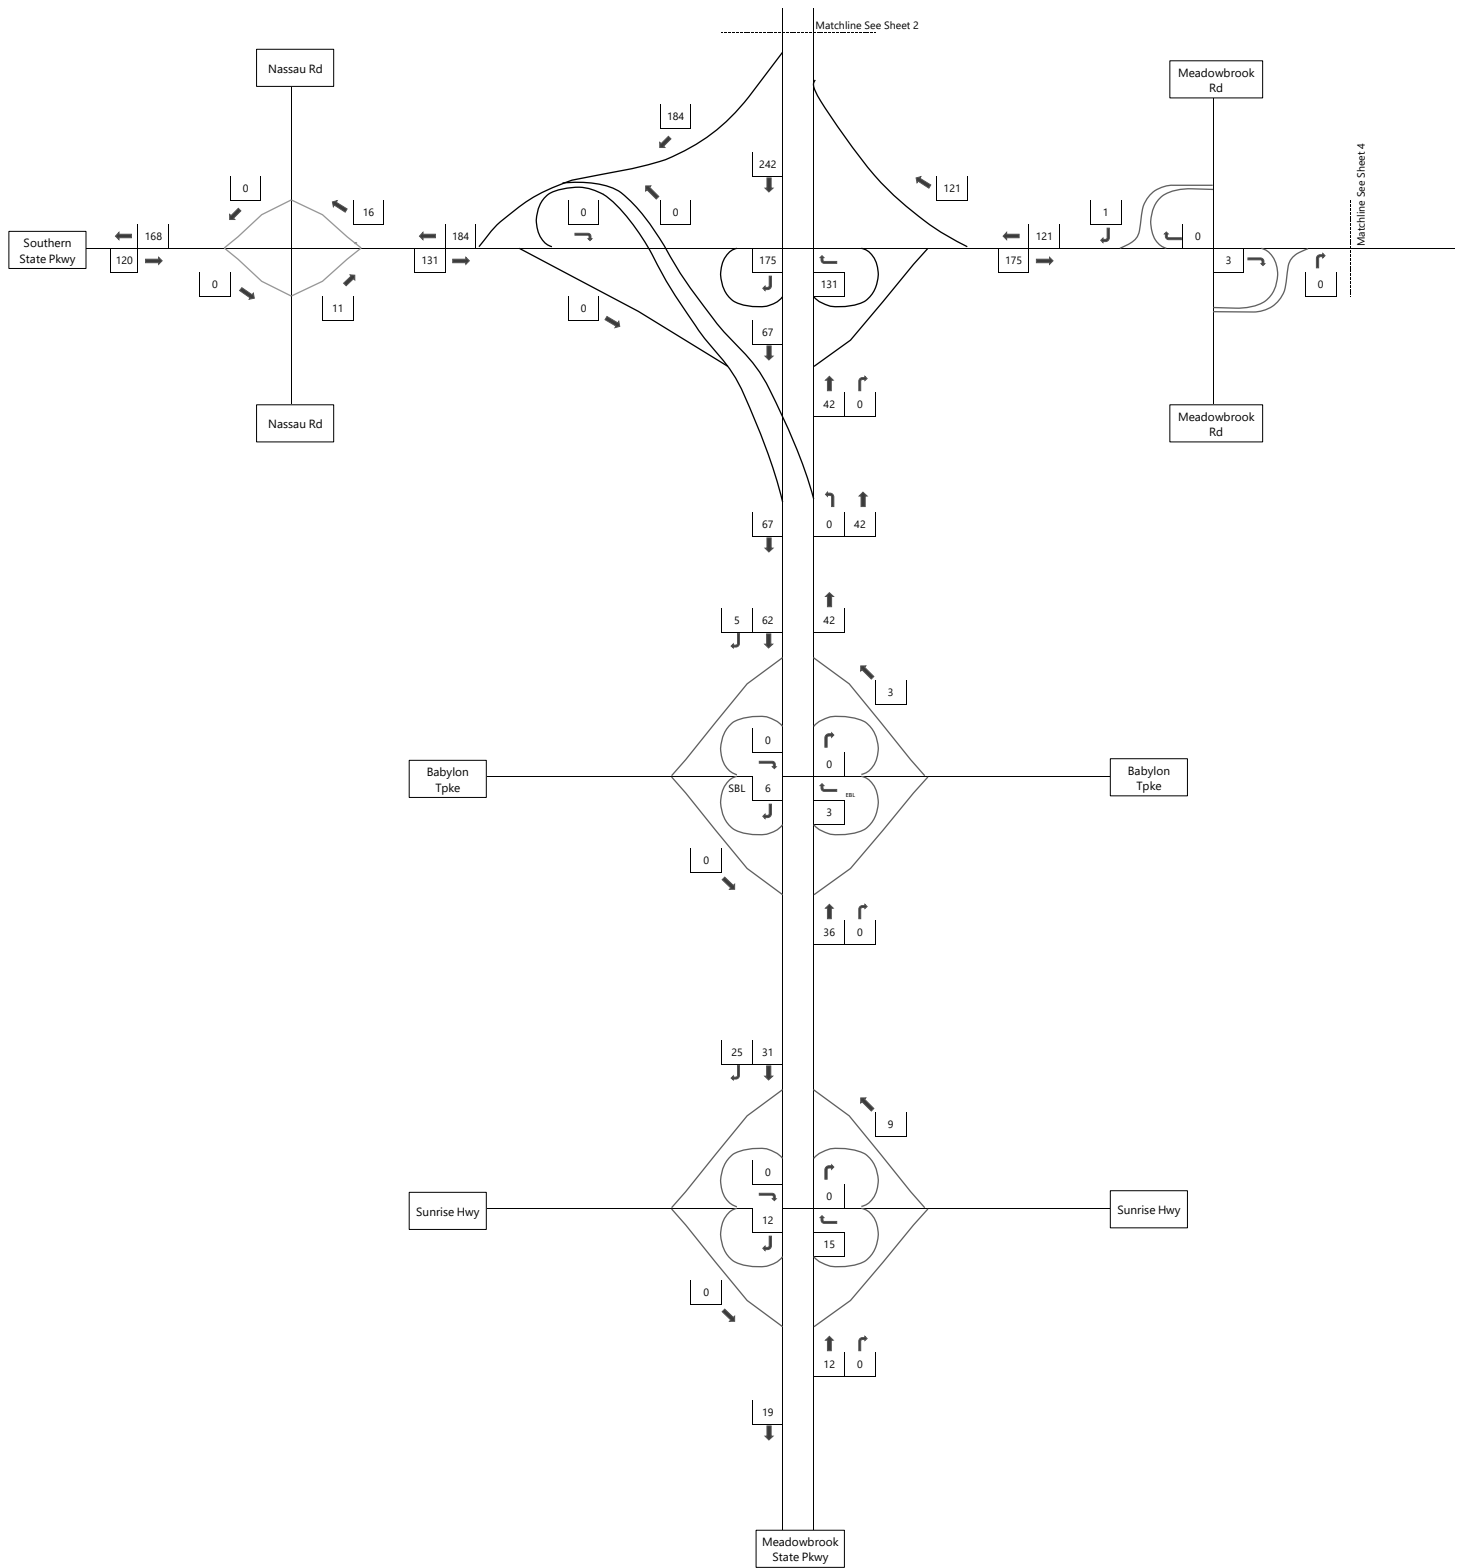 Matchline See Sheet 2
Nassau Rd
Meadowbrook
Rd
184
Matchline See Sheet 4
242
0
16
0
0
121
1
Southern
State Pkwy
168
184
121
0
120
131
175
131
175
3
0
11
0
0
67
Nassau Rd
42
0
Meadowbrook
Rd
67
0
42
5
62
42
3
0
0
Babylon
Tpke
SBL
6
EBL
3
Babylon
Tpke
0
36
0
25
31
9
0
0
Sunrise Hwy
12
15
Sunrise Hwy
0
12
0
19
Meadowbrook
State Pkwy